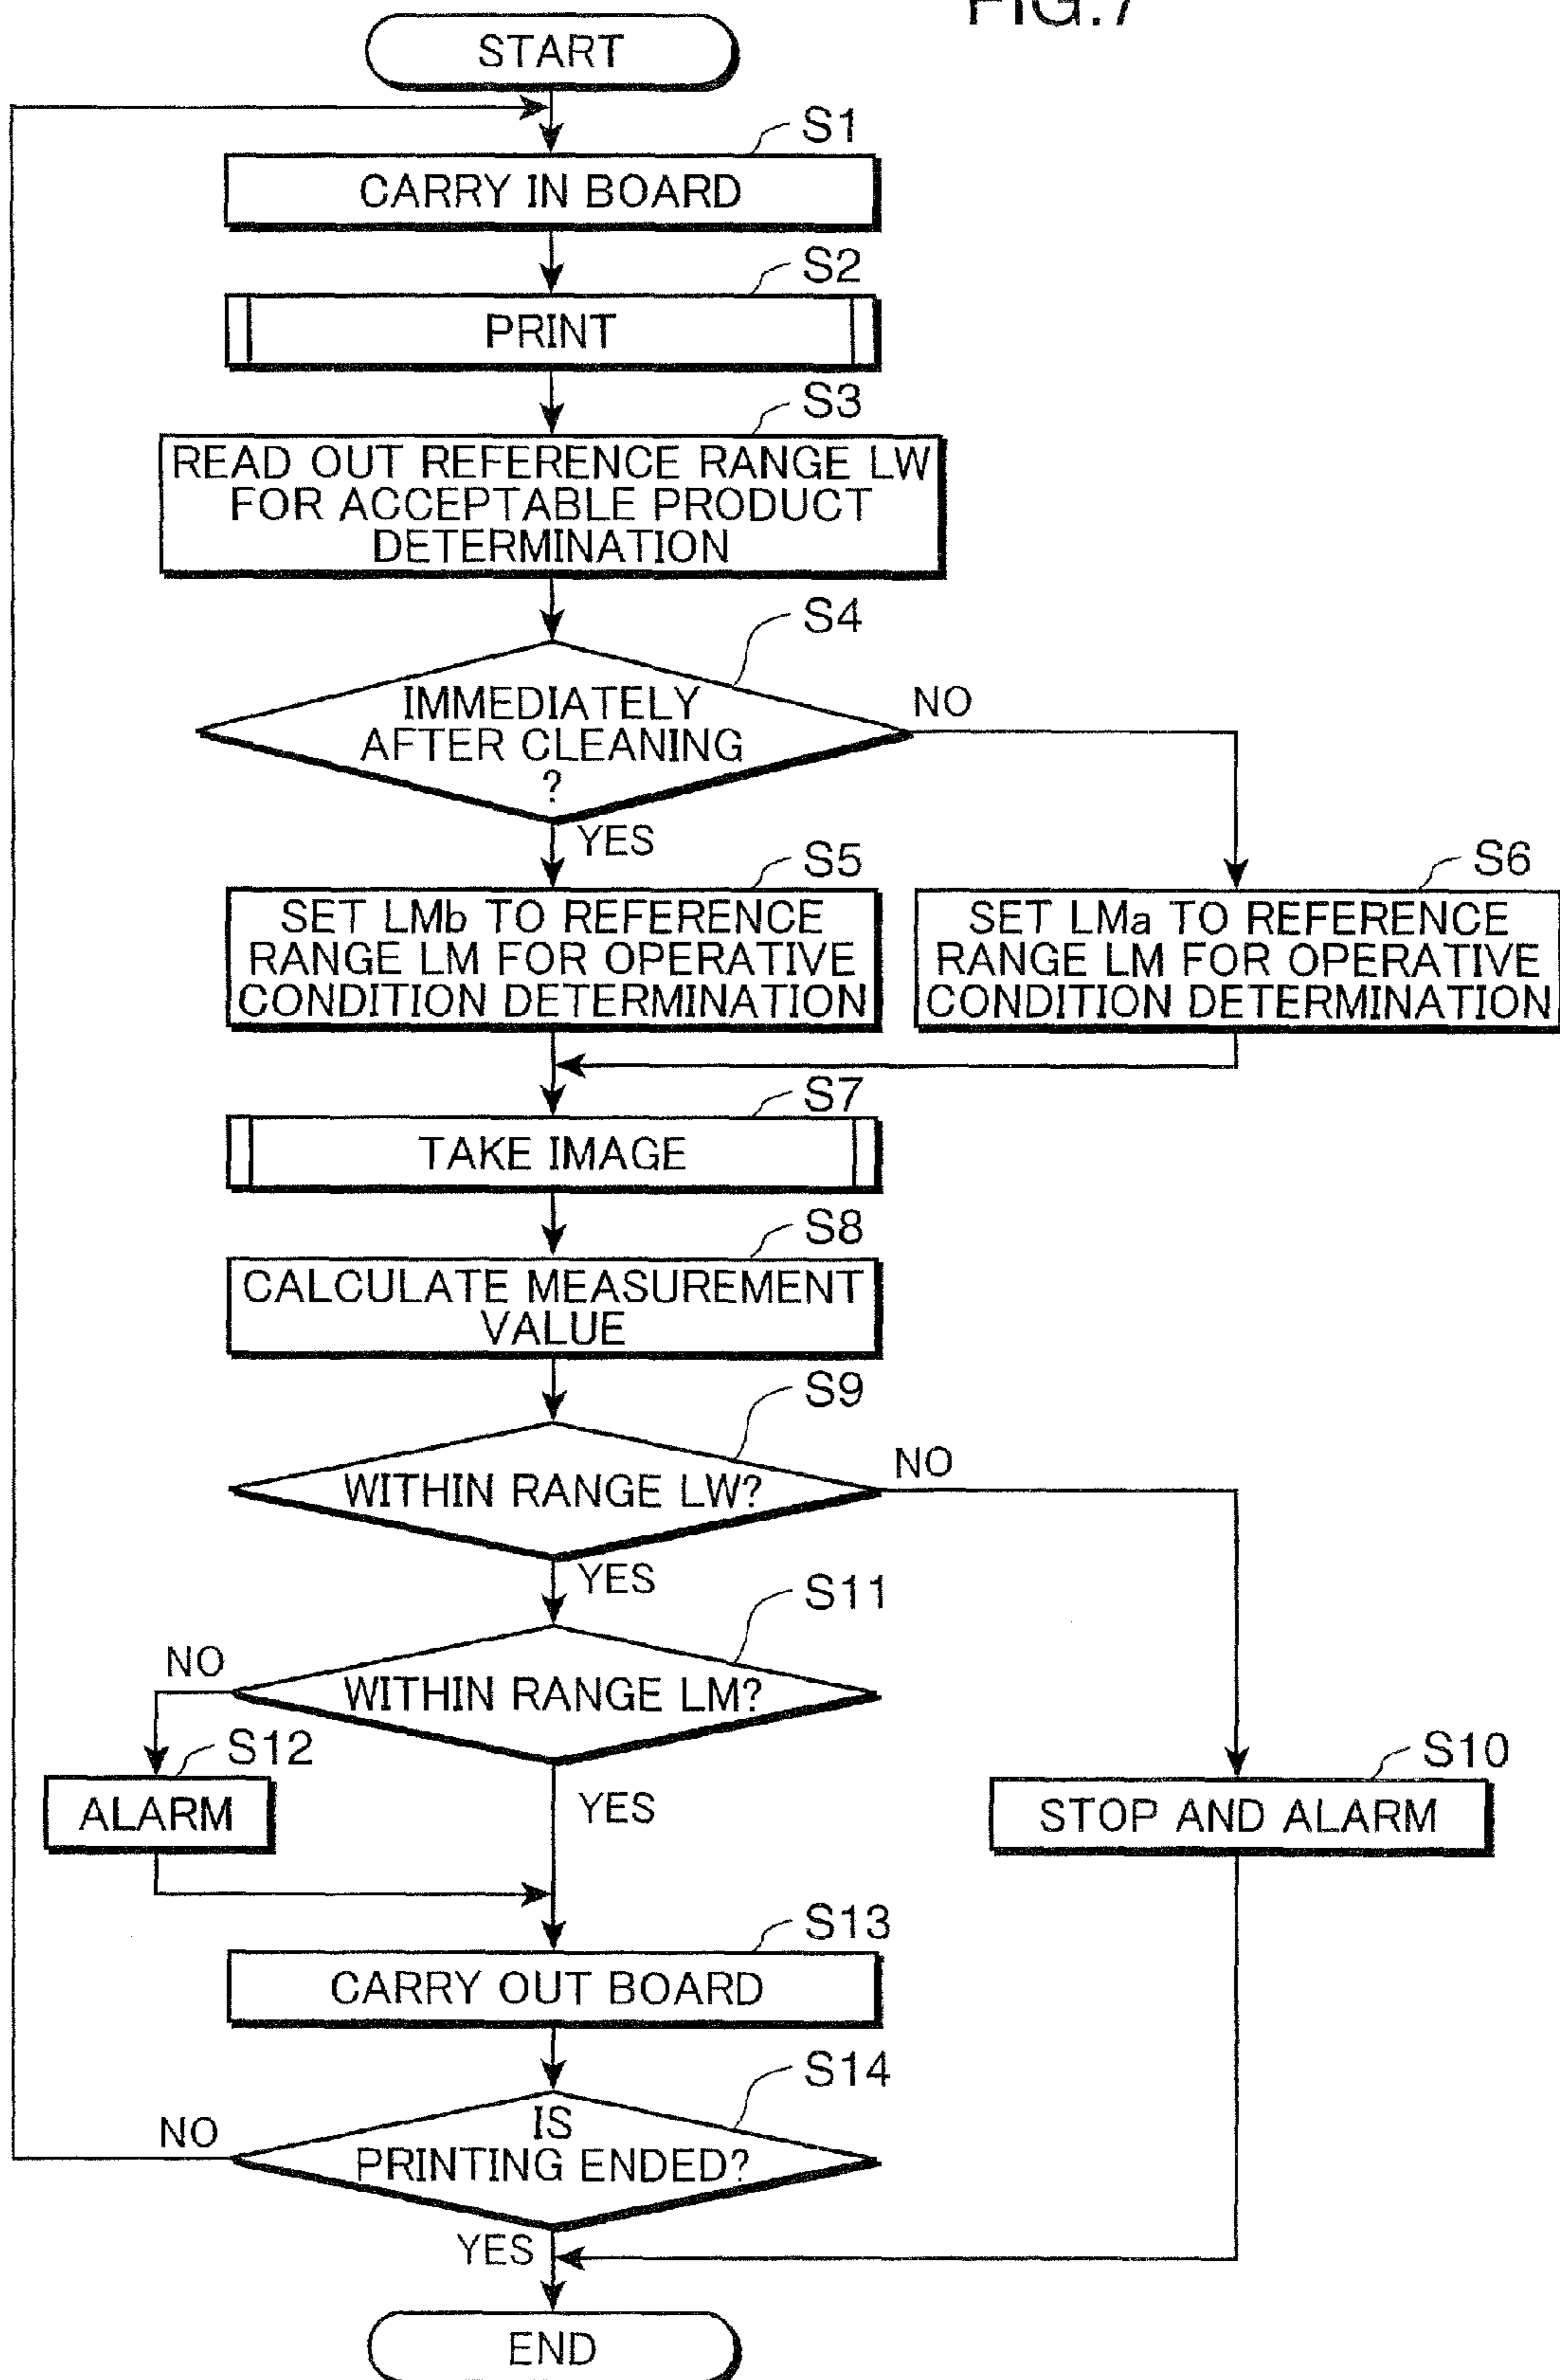 FIG.7
START
S1
CARRY IN BOARD
S2
PRINT
S3
READ OUT REFERENCE RANGE LW
FOR ACCEPTABLE PRODUCT
DETERMINATION
S4
IMMEDIATELY
AFTER CLEANING
?
NO
YES
S5
SET LMb TO REFERENCE
RANGE LM FOR OPERATIVE
CONDITION DETERMINATION
S6
SET LMa TO REFERENCE
RANGE LM FOR OPERATIVE
CONDITION DETERMINATION
S7
TAKE IMAGE
S8
CALCULATE MEASUREMENT
VALUE
S9
WITHIN RANGE LW?
NO
YES
S11
WITHIN RANGE LM?
NO
YES
S12
ALARM
S10
STOP AND ALARM
S13
CARRY OUT BOARD
S14
IS
PRINTING ENDED?
NO
YES
END